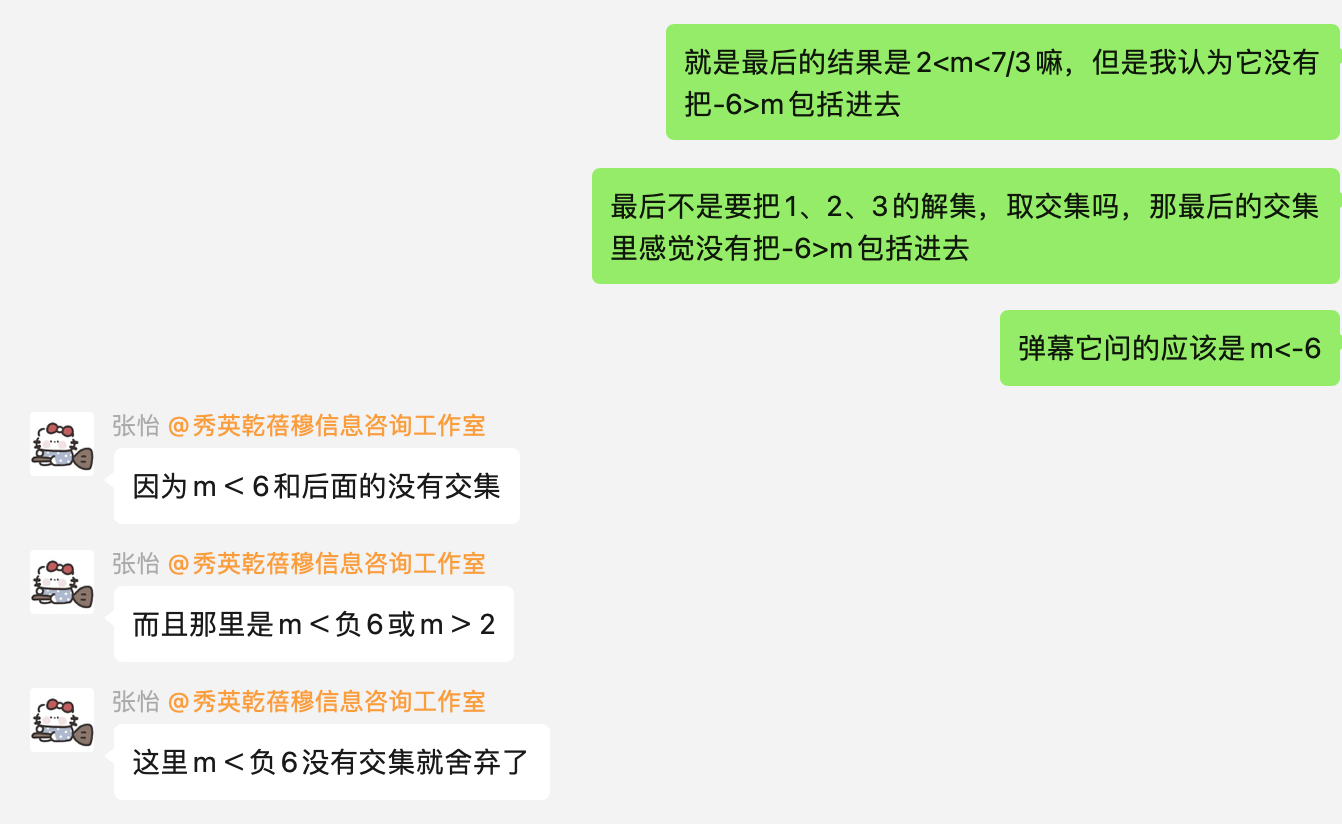 就是最后的结果是2<m<7/3嘛，但是我认为它没有
把-6>m包括进去
最后不是要把1、2、3的解集，取交集吗，那最后的交集
里感觉没有把-6>m包括进去
弹幕它问的应该是m<-6
张怡 @秀英乾蓓穆信息咨询工作室
因为m＜6和后面的没有交集
张怡 @秀英乾蓓穆信息咨询工作室
而且那里是m＜负6或m＞2
张怡 @秀英乾蓓穆信息咨询工作室
这里m＜负6没有交集就舍弃了